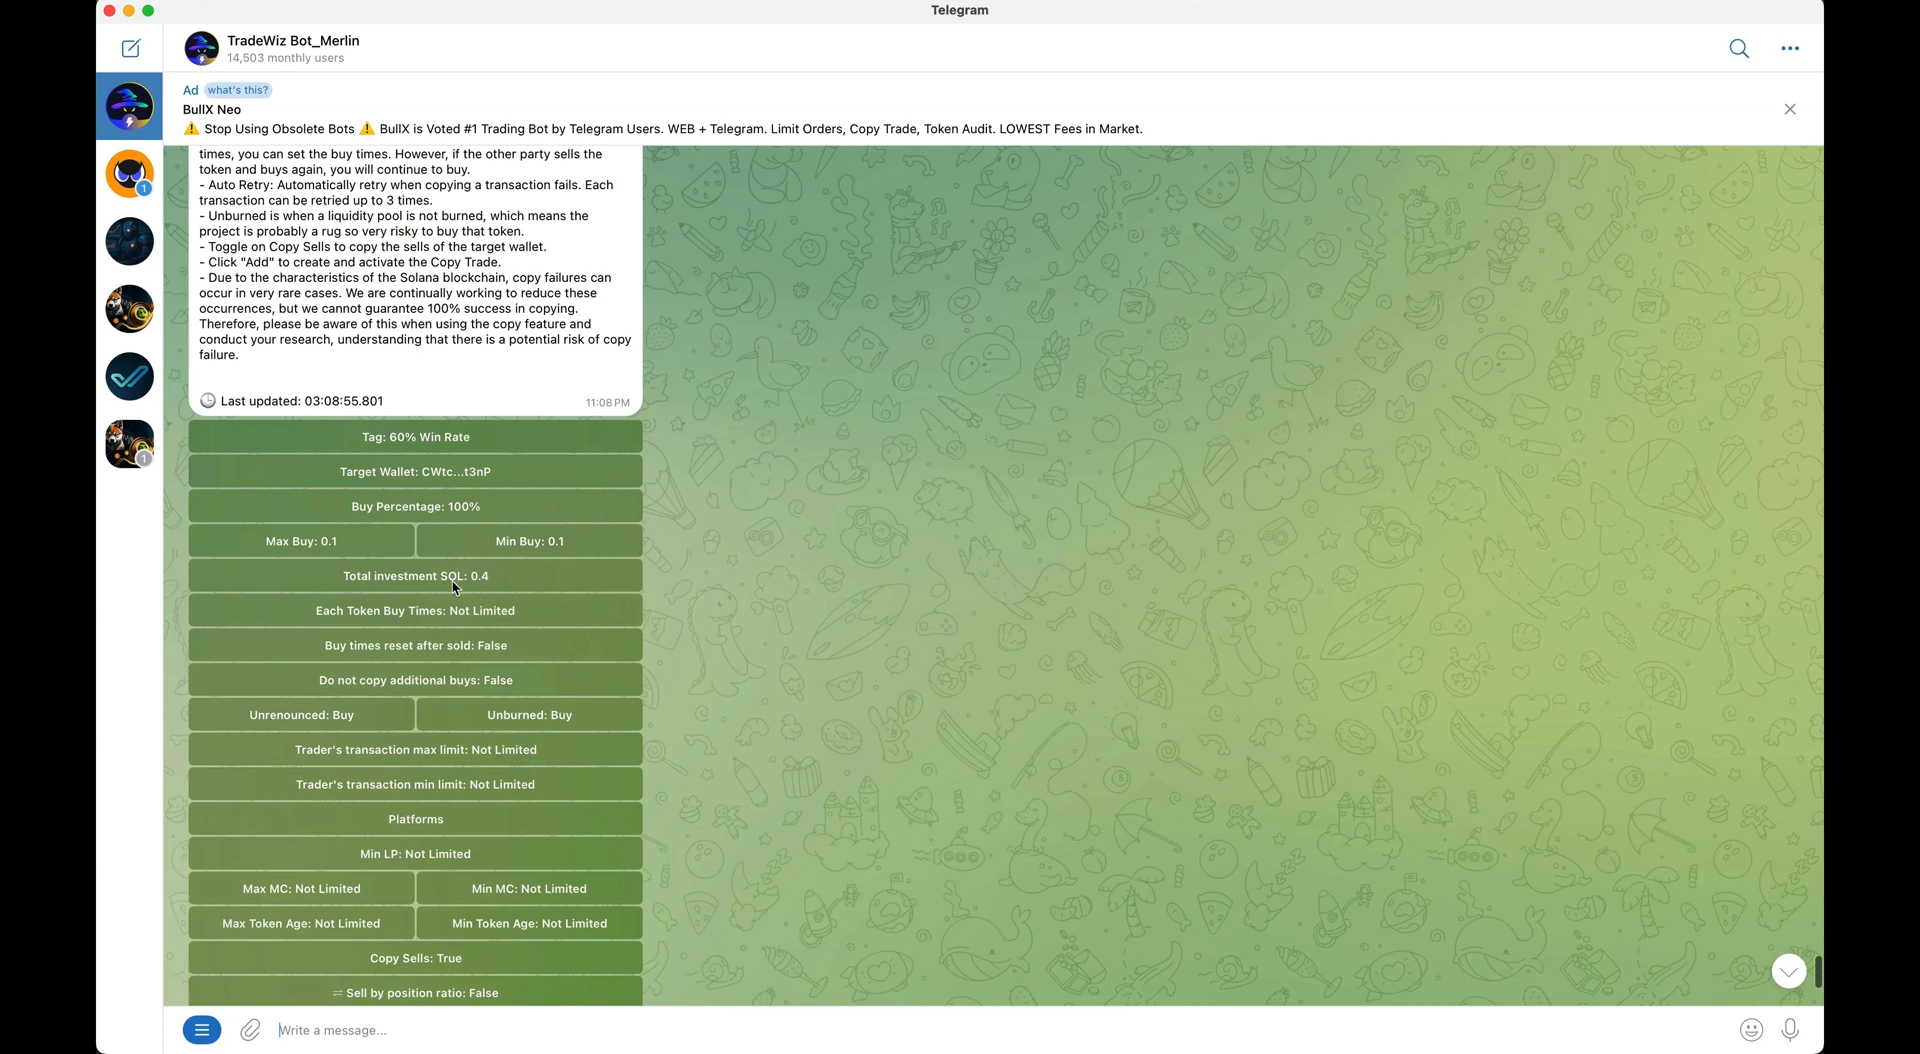 Telegram
TradeWiz Bot_Merlin
14,503 monthly users
Ad what's this?
BullX Neo
⚠️ Stop Using Obsolete Bots ⚠️ BullX is Voted #1 Trading Bot by Telegram Users. WEB + Telegram. Limit Orders, Copy Trade, Token Audit. LOWEST Fees in Market.
1
1
times, you can set the buy times. However, if the other party sells the
token and buys again, you will continue to buy.
- Auto Retry: Automatically retry when copying a transaction fails. Each
transaction can be retried up to 3 times.
- Unburned is when a liquidity pool is not burned, which means the
project is probably a rug so very risky to buy that token.
- Toggle on Copy Sells to copy the sells of the target wallet.
- Click "Add" to create and activate the Copy Trade.
- Due to the characteristics of the Solana blockchain, copy failures can
occur in very rare cases. We are continually working to reduce these
occurrences, but we cannot guarantee 100% success in copying.
Therefore, please be aware of this when using the copy feature and
conduct your research, understanding that there is a potential risk of copy
failure.
🕒 Last updated: 03:08:55.801 11:08 PM
Tag: 60% Win Rate
Target Wallet: CWtc...t3nP
Buy Percentage: 100%
Max Buy: 0.1 Min Buy: 0.1
Total investment SOL: 0.4
Each Token Buy Times: Not Limited
Buy times reset after sold: False
Do not copy additional buys: False
Unrenounced: Buy Unburned: Buy
Trader's transaction max limit: Not Limited
Trader's transaction min limit: Not Limited
Platforms
Min LP: Not Limited
Max MC: Not Limited Min MC: Not Limited
Max Token Age: Not Limited Min Token Age: Not Limited
Copy Sells: True
⇌ Sell by position ratio: False
Write a message...